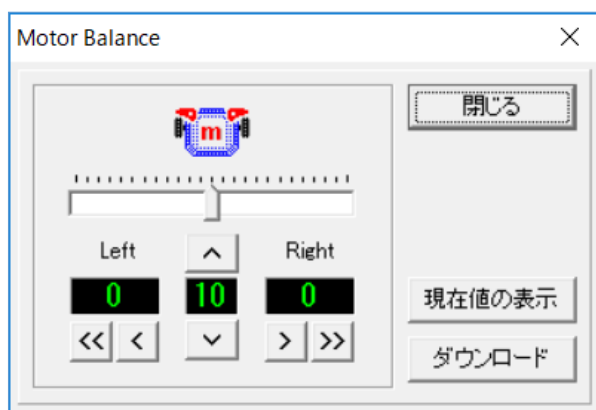 Motor Balance
閉じる
m
Left
Right
0
10
0
<< <
> >>
現在値の表示
ダウンロード